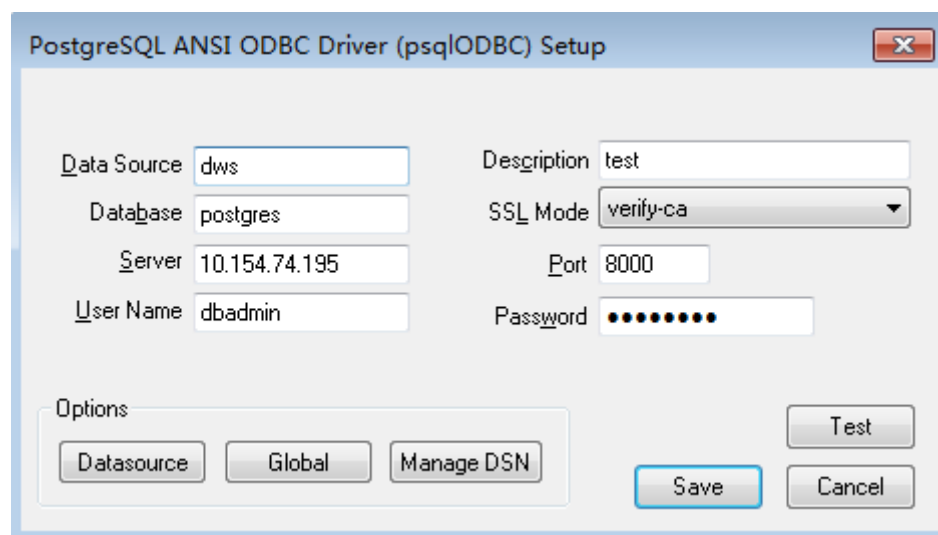 PostgreSQL ANSI ODBC Driver (psqlODBC) Setup
Data Source dws Description test
Database postgres SSL Mode verify-ca
Server 10.154.74.195 Port 8000
User Name dbadmin Password ●●●●●●●●
Options
Test
Datasource Global Manage DSN
Save Cancel